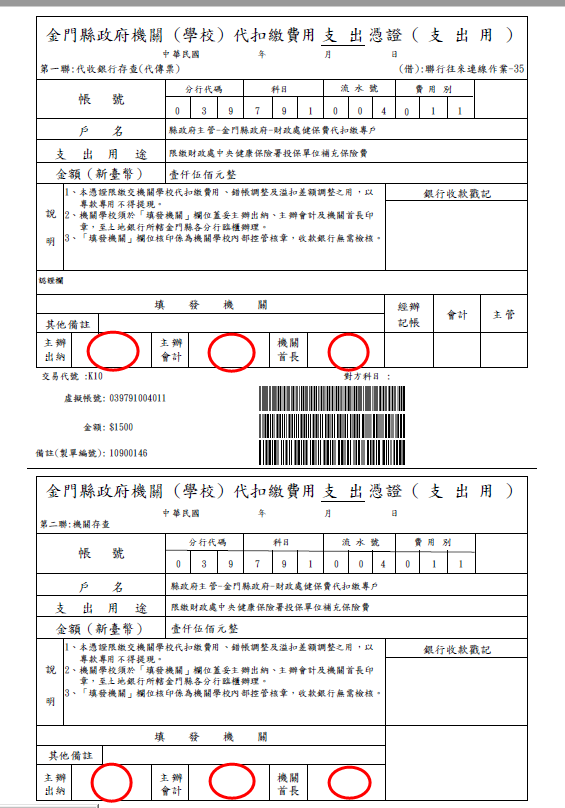 金門縣政府機關（學校）代扣繳費用 支 出 憑證（ 支 出 用 ）
中華民國 年 月 日
第一聯:代收銀行存查(代傳票) (借):聯行往來連線作業-35
帳 號 分行代碼 科目 流 水 號 費 用 別
0 3 9 7 9 1 0 0 4 0 1 1
戶 名 縣政府主管-金門縣政府-財政處健保費代扣繳專戶
支 出 用 途 限繳財政處中央健康保險署投保單位補充保險費
金額（新臺幣） 壹仟伍佰元整
說明 1、本憑證限繳交機關學校代扣繳費用、錯帳調整及溢扣差額調整之用，以
專款專用不得提現。
2、機關學校須於「填發機關」欄位蓋妥主辦出納、主辦會計及機關首長印
章，至土地銀行所轄金門縣各分行臨櫃辦理。
3、「填發機關」欄位核印係為機關學校內部控管核章，收款銀行無需檢核。
銀行收款戳記
認證欄
填 發 機 關 經辦記帳 會計 主管
其他備註
主辦出納 主辦會計 機關首長
交易代號 :K10 對方科目 :
虛擬帳號: 039791004011
金額: $1500
備註(製單編號): 10900146
金門縣政府機關（學校）代扣繳費用 支 出 憑證（ 支 出 用 ）
中華民國 年 月 日
第二聯:機關存查
帳 號 分行代碼 科目 流 水 號 費 用 別
0 3 9 7 9 1 0 0 4 0 1 1
戶 名 縣政府主管-金門縣政府-財政處健保費代扣繳專戶
支 出 用 途 限繳財政處中央健康保險署投保單位補充保險費
金額（新臺幣） 壹仟伍佰元整
說明 1、本憑證限繳交機關學校代扣繳費用、錯帳調整及溢扣差額調整之用，以
專款專用不得提現。
2、機關學校須於「填發機關」欄位蓋妥主辦出納、主辦會計及機關首長印
章，至土地銀行所轄金門縣各分行臨櫃辦理。
3、「填發機關」欄位核印係為機關學校內部控管核章，收款銀行無需檢核。
銀行收款戳記
填 發 機 關
其他備註
主辦出納 主辦會計 機關首長